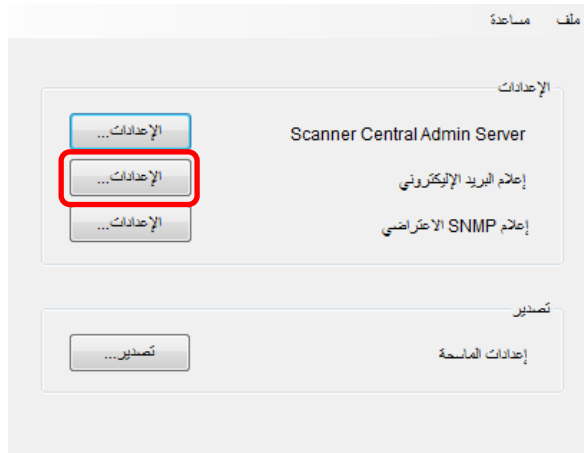 ملف مساعدة
الإعدادات
Scanner Central Admin Server الإعدادات...
إعلام البريد الإليكتروني الإعدادات...
إعلام SNMP الاعتراضي الإعدادات...
تصدير
إعدادات الماسحة تصدير...